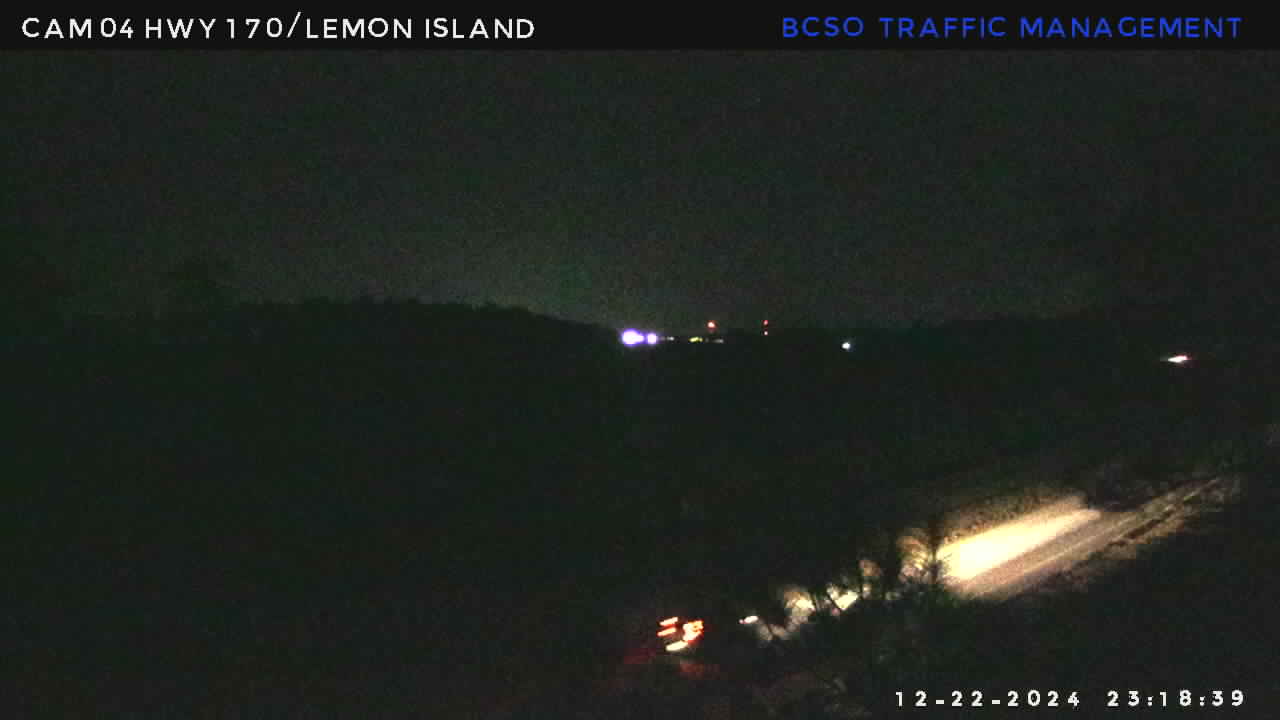 CAM04 HWY 170/LEMON ISLAND
BCSO TRAFFIC MANAGEMENT
12-22-2024 23:18:39